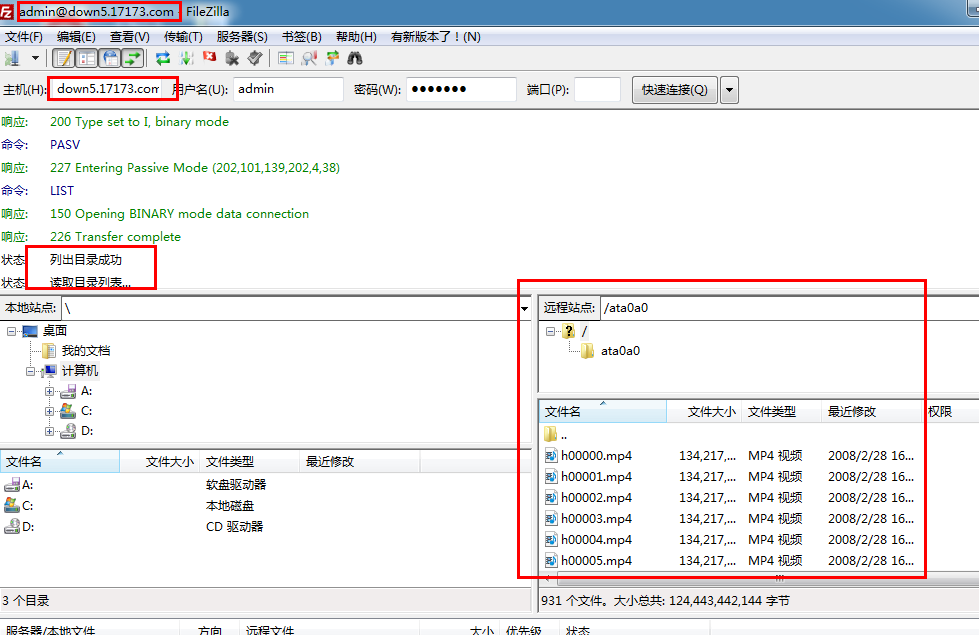 admin@down5.17173.com - FileZilla
文件(F) 编辑(E) 查看(V) 传输(T) 服务器(S) 书签(B) 帮助(H) 有新版本了！(N)
主机(H): down5.17173.com 用户名(U): admin 密码(W): ●●●●●●● 端口(P): 快速连接(Q)
响应: 200 Type set to I, binary mode
命令: PASV
响应: 227 Entering Passive Mode (202,101,139,202,4,38)
命令: LIST
响应: 150 Opening BINARY mode data connection
响应: 226 Transfer complete
状态: 列出目录成功
状态: 读取目录列表...
本地站点: \
桌面
我的文档
计算机
A:
C:
D:
文件名 文件大小 文件类型 最近修改
A: 软盘驱动器
C: 本地磁盘
D: CD 驱动器
3 个目录
远程站点: /ata0a0
/
ata0a0
文件名 文件大小 文件类型 最近修改 权限
..
h00000.mp4 134,217,... MP4 视频 2008/2/28 16...
h00001.mp4 134,217,... MP4 视频 2008/2/28 16...
h00002.mp4 134,217,... MP4 视频 2008/2/28 16...
h00003.mp4 134,217,... MP4 视频 2008/2/28 16...
h00004.mp4 134,217,... MP4 视频 2008/2/28 16...
h00005.mp4 134,217,... MP4 视频 2008/2/28 16...
931 个文件。大小总共: 124,443,442,144 字节
服务器/本地文件 方向 远程文件 大小 优先级 状态